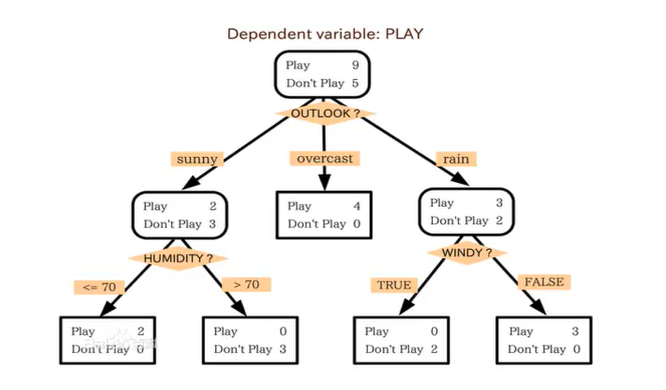 Dependent variable: PLAY
Play 9
Don't Play 5
OUTLOOK ?
sunny
overcast
rain
Play 2
Don't Play 3
Play 4
Don't Play 0
Play 3
Don't Play 2
HUMIDITY ?
WINDY ?
<= 70
> 70
TRUE
FALSE
Play 2
Don't Play 0
Play 0
Don't Play 3
Play 0
Don't Play 2
Play 3
Don't Play 0